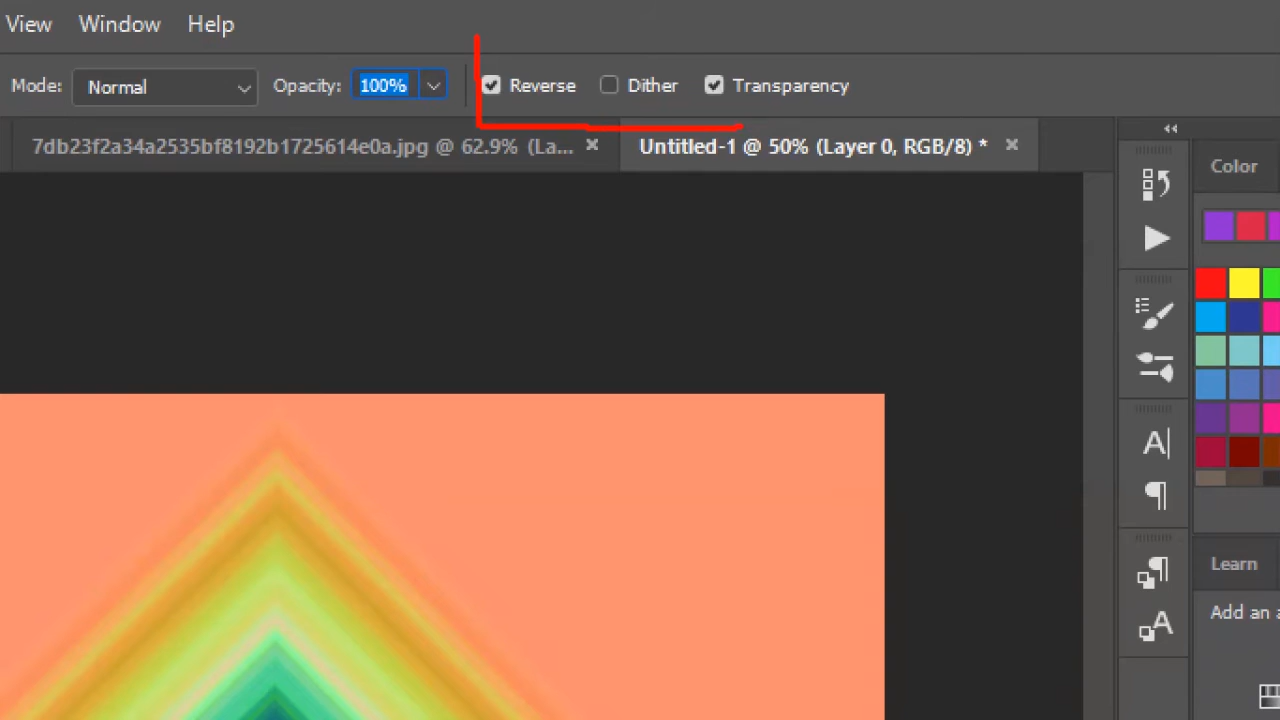 View Window Help
Mode: Normal Opacity: 100% Reverse Dither Transparency
7db23f2a34a2535bf8192b1725614e0a.jpg @ 62.9% (La... × Untitled-1 @ 50% (Layer 0, RGB/8) * ×
Color
Learn
Add an a